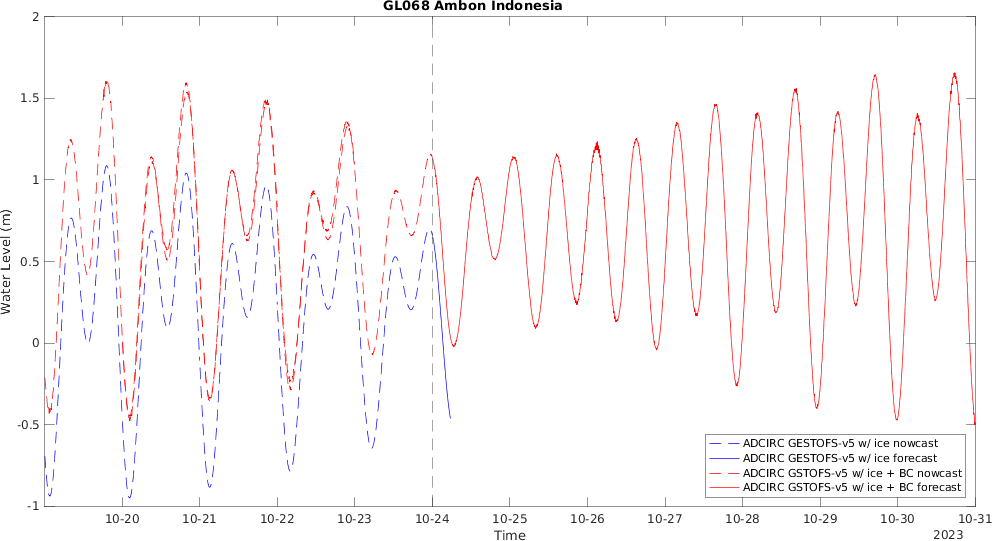 GL068 Ambon Indonesia
2
1.5
1
0.5
0
-0.5
-1
Water Level (m)
ADCIRC GESTOFS-v5 w/ ice nowcast
ADCIRC GESTOFS-v5 w/ ice forecast
ADCIRC GSTOFS-v5 w/ ice + BC nowcast
ADCIRC GSTOFS-v5 w/ ice + BC forecast
10-20 10-21 10-22 10-23 10-24 10-25 10-26 10-27 10-28 10-29 10-30 10-31
Time
2023